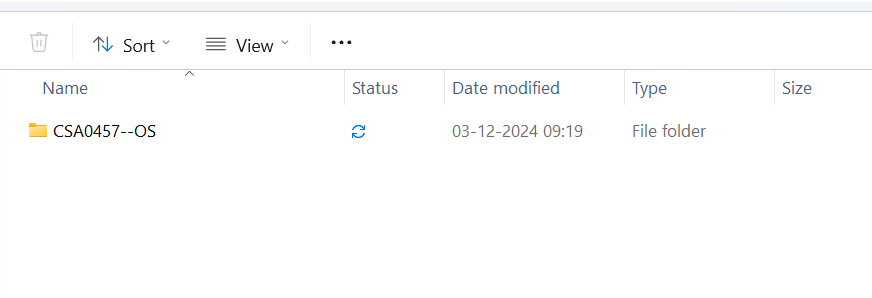 Sort View
Name Status Date modified Type Size
CSA0457--OS 03-12-2024 09:19 File folder